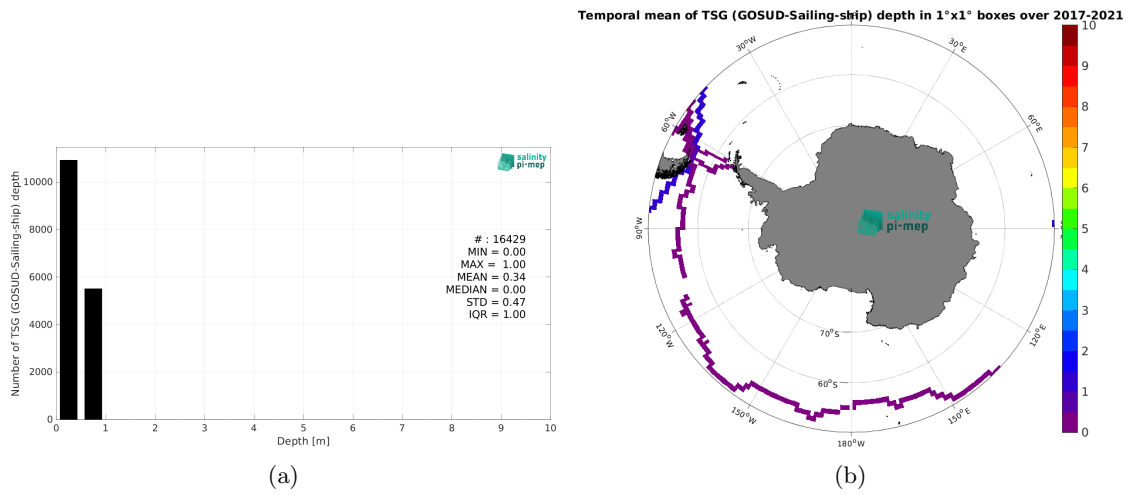 Temporal mean of TSG (GOSUD-Sailing-ship) depth in 1°x1° boxes over 2017-2021
Number of TSG (GOSUD-Sailing-ship) depth
10000
8000
6000
4000
2000
0
salinity
pi-mep
# : 16429
MIN = 0.00
MAX = 1.00
MEAN = 0.34
MEDIAN = 0.00
STD = 0.47
IQR = 1.00
0 1 2 3 4 5 6 7 8 9 10
Depth [m]
(a)
30°W
30°E
60°W
60°E
90°W
salinity
pi-mep
120°W
120°E
70°S
60°S
150°W
150°E
180°W
10
9
8
7
6
5
4
3
2
1
0
(b)